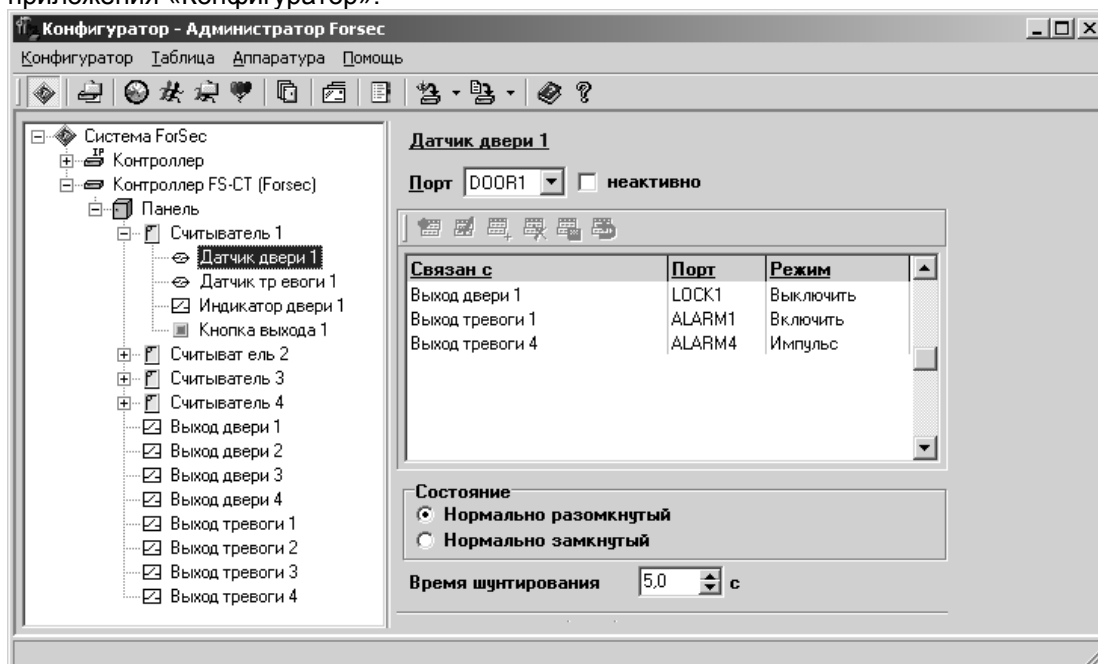 приложения «Конфигуратор».
Конфигуратор - Администратор Forsec
Конфигуратор Таблица Аппаратура Помощь
Система ForSec
IP
Контроллер
Контроллер FS-CT (Forsec)
Панель
Считыватель 1
Датчик двери 1
Датчик тр евоги 1
Индикатор двери 1
Кнопка выхода 1
Считыват ель 2
Считыватель 3
Считыватель 4
Выход двери 1
Выход двери 2
Выход двери 3
Выход двери 4
Выход тревоги 1
Выход тревоги 2
Выход тревоги 3
Выход тревоги 4
Датчик двери 1
Порт DOOR1 неактивно
Связан с Порт Режим
Выход двери 1 LOCK1 Выключить
Выход тревоги 1 ALARM1 Включить
Выход тревоги 4 ALARM4 Импульс
Состояние
Нормально разомкнутый
Нормально замкнутый
Время шунтирования 5,0 с